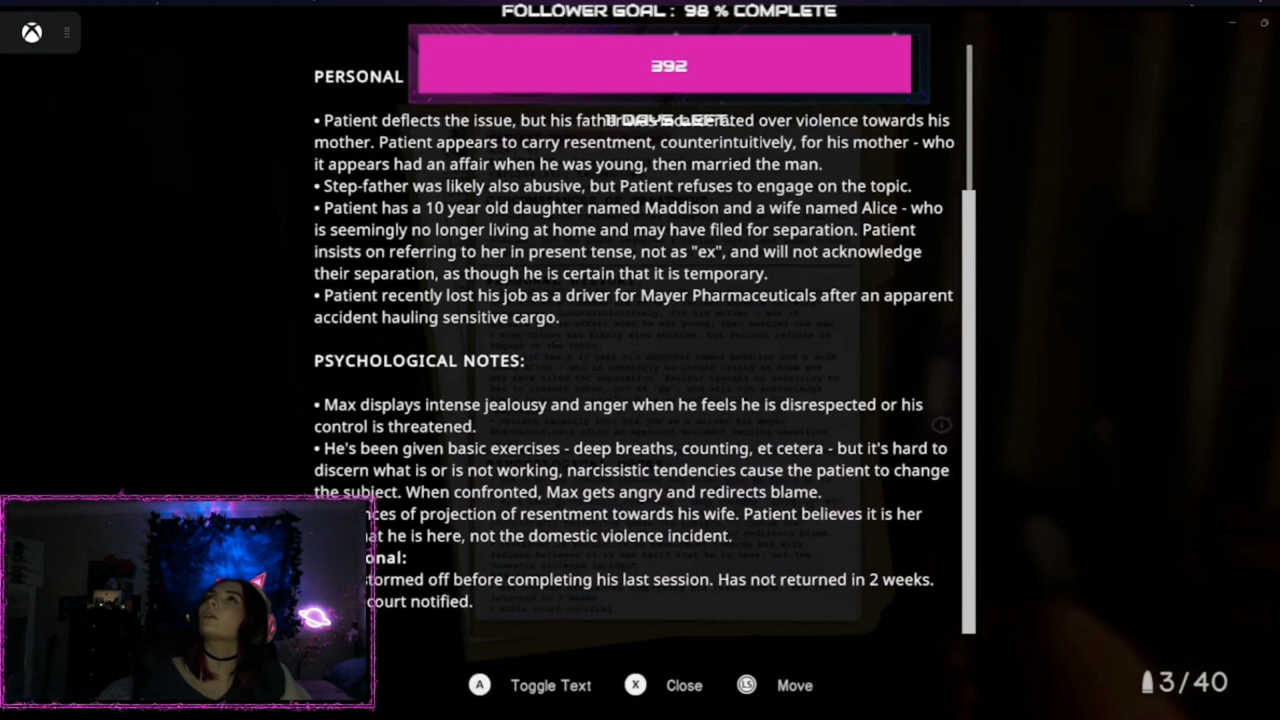 FOLLOWER GOAL : 98 % COMPLETE
392
DAYS LEFT
PERSONAL
• Patient deflects the issue, but his father was incarcerated over violence towards his
mother. Patient appears to carry resentment, counterintuitively, for his mother - who
it appears had an affair when he was young, then married the man.
• Step-father was likely also abusive, but Patient refuses to engage on the topic.
• Patient has a 10 year old daughter named Maddison and a wife named Alice - who
is seemingly no longer living at home and may have filed for separation. Patient
insists on referring to her in present tense, not as "ex", and will not acknowledge
their separation, as though he is certain that it is temporary.
• Patient recently lost his job as a driver for Mayer Pharmaceuticals after an apparent
accident hauling sensitive cargo.
PSYCHOLOGICAL NOTES:
• Max displays intense jealousy and anger when he feels he is disrespected or his
control is threatened.
• He's been given basic exercises - deep breaths, counting, et cetera - but it's hard to
discern what is or is not working, narcissistic tendencies cause the patient to change
the subject. When confronted, Max gets angry and redirects blame.
of projection of resentment towards his wife. Patient believes it is her
he is here, not the domestic violence incident.
stormed off before completing his last session. Has not returned in 2 weeks.
court notified.
A Toggle Text X Close LS Move
3/40